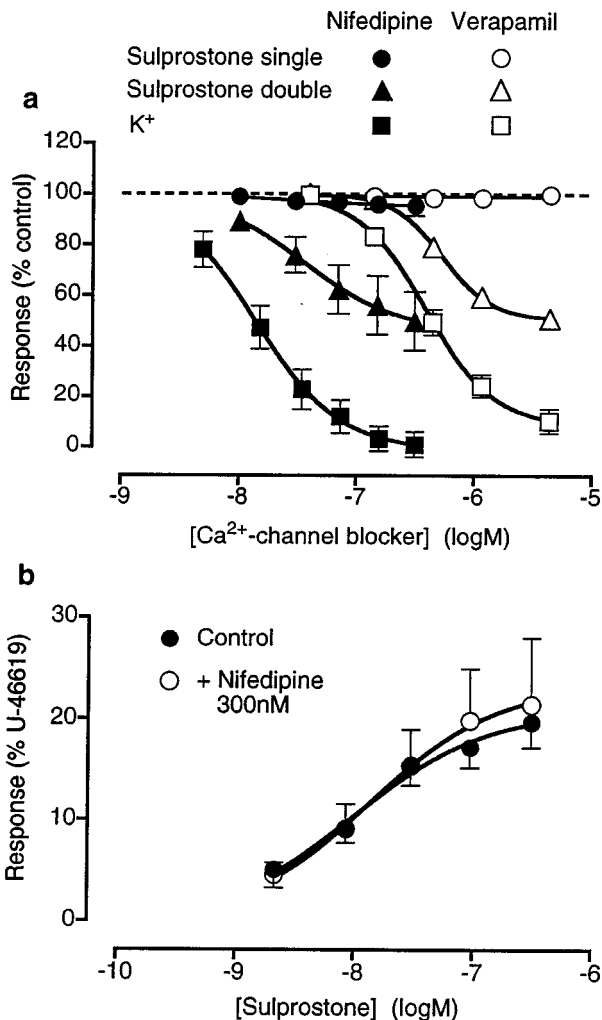 Nifedipine Verapamil
Sulprostone single
Sulprostone double
K⁺
a
120
100
80
60
40
20
0
Response (% control)
-9 -8 -7 -6 -5
[Ca²⁺-channel blocker] (logM)
b
30
20
10
0
Response (% U-46619)
Control
+ Nifedipine
300nM
-10 -9 -8 -7 -6
[Sulprostone] (logM)